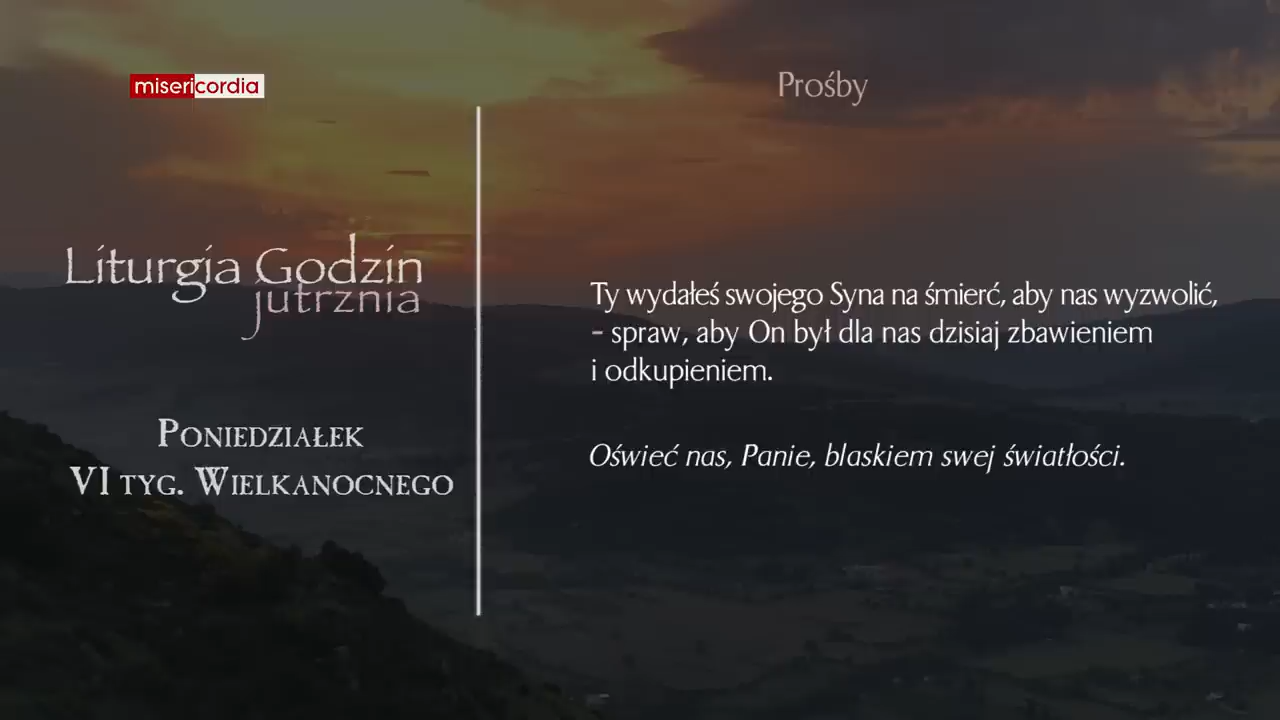 misericordia
Prośby
Liturgia Godzin
jutrznia
Poniedziałek
VI tyg. Wielkanocnego
Ty wydałeś swojego Syna na śmierć, aby nas wyzwolić,
- spraw, aby On był dla nas dzisiaj zbawieniem
i odkupieniem.
Oświeć nas, Panie, blaskiem swej światłości.